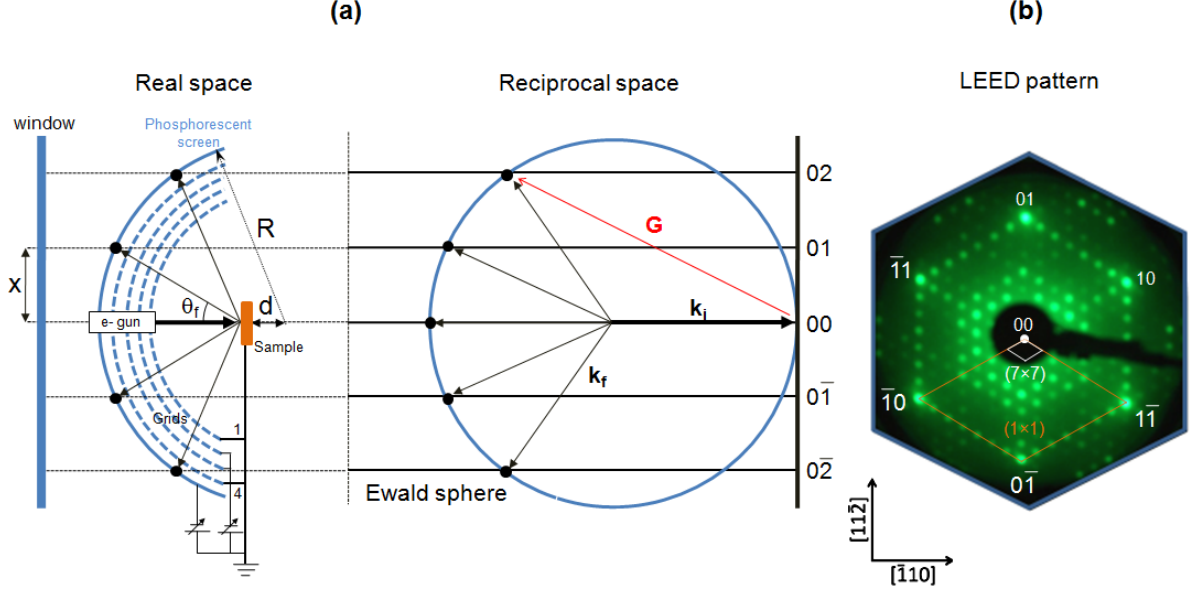 (a)
(b)
Real space
Reciprocal space
LEED pattern
window
Phosphorescent
screen
R
x
θf
d
e- gun
Sample
Grids
1
4
G
ki
kf
02
01
00
01̅
02̅
Ewald sphere
01
1̅1
10
00
(7×7)
1̅0
11̅
(1×1)
01̅
[112̅]
[1̅10]